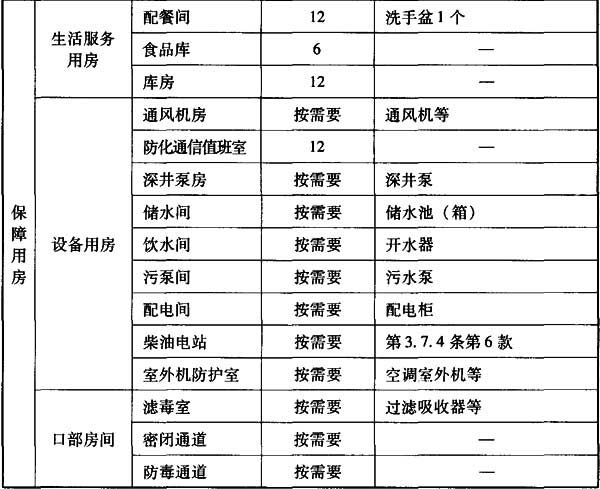 保障用房
生活服务用房
配餐间 12 洗手盆1个
食品库 6 —
库房 12 —
设备用房
通风机房 按需要 通风机等
防化通信值班室 12 —
深井泵房 按需要 深井泵
储水间 按需要 储水池（箱）
饮水间 按需要 开水器
污泵间 按需要 污水泵
配电间 按需要 配电柜
柴油电站 按需要 第3.7.4条第6款
室外机防护室 按需要 空调室外机等
口部房间
滤毒室 按需要 过滤吸收器等
密闭通道 按需要 —
防毒通道 按需要 —